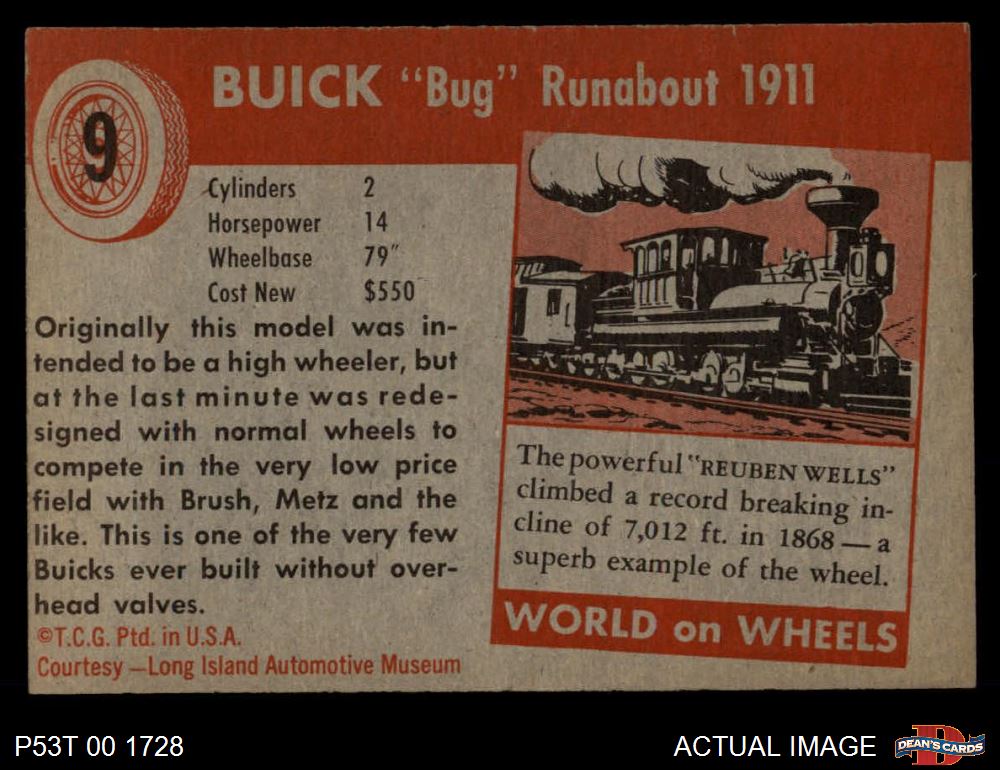 9
BUICK “Bug” Runabout 1911
Cylinders 2
Horsepower 14
Wheelbase 79″
Cost New $550
Originally this model was in-
tended to be a high wheeler, but
at the last minute was rede-
signed with normal wheels to
compete in the very low price
field with Brush, Metz and the
like. This is one of the very few
Buicks ever built without over-
head valves.
©T.C.G. Ptd. in U.S.A.
Courtesy—Long Island Automotive Museum
The powerful “REUBEN WELLS”
climbed a record breaking in-
cline of 7,012 ft. in 1868—a
superb example of the wheel.
WORLD on WHEELS
P53T 00 1728
ACTUAL IMAGE
D
DEAN'S CARDS